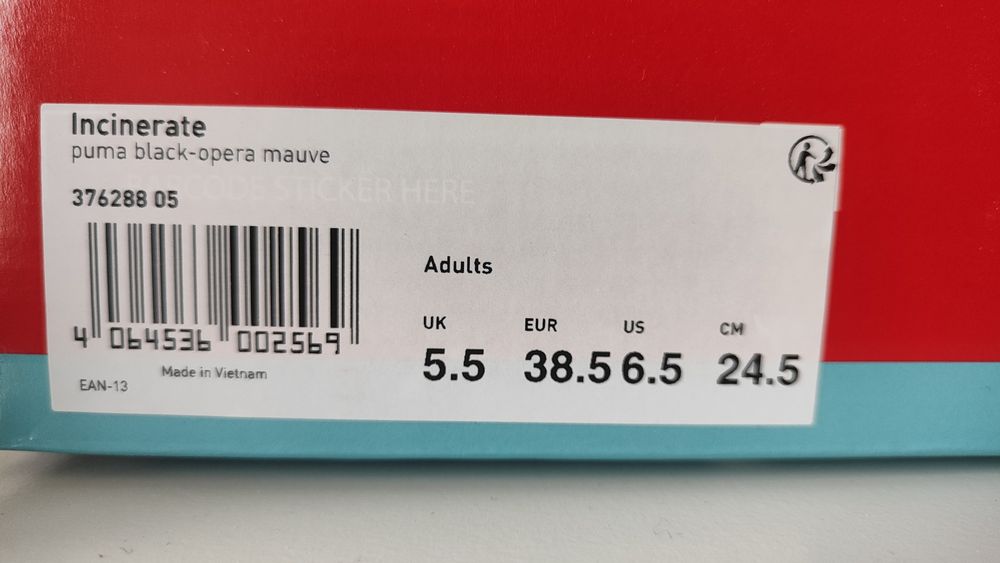 Incinerate
puma black-opera mauve
BARCODE STICKER HERE
376288 05
Adults
4 064536 002569
UK EUR US CM
5.5 38.5 6.5 24.5
Made in Vietnam
EAN-13